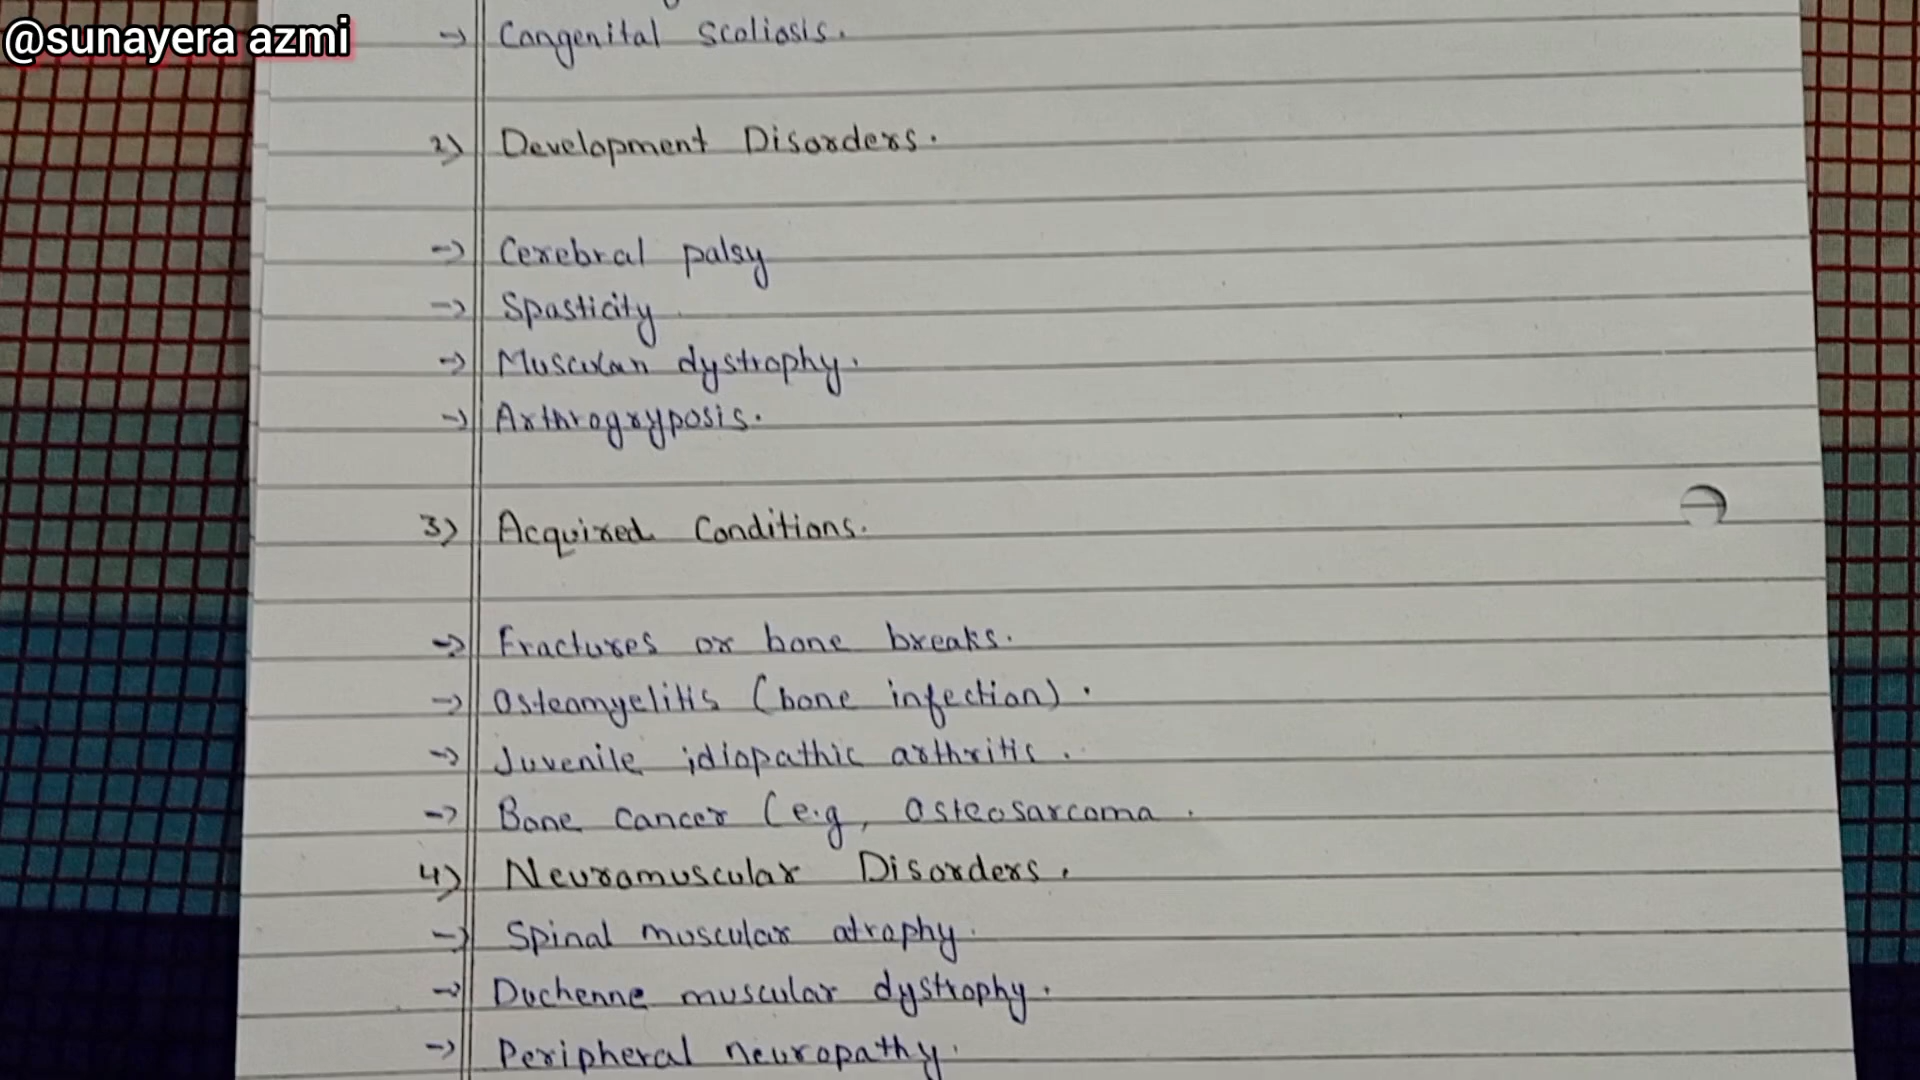 @sunayera azmi
-> Congenital Scoliosis.
2) Development Disorders.
-> Cerebral palsy
-> Spasticity
-> Muscular dystrophy.
-> Arthrogryposis.
3) Acquired Conditions.
-> Fractures or bone breaks.
-> Osteomyelitis (bone infection).
-> Juvenile idiopathic arthritis.
-> Bone cancer (e.g, Osteosarcoma.
4) Neuromuscular Disorders.
-> Spinal muscular atrophy.
-> Duchenne muscular dystrophy.
-> Peripheral neuropathy.